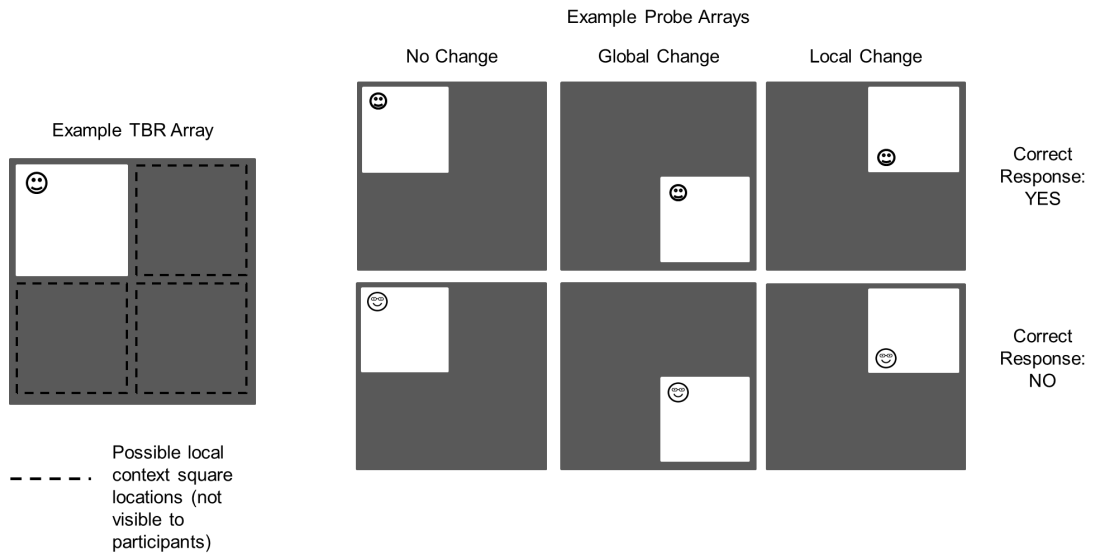 Example Probe Arrays
No Change
Global Change
Local Change
Example TBR Array
Correct
Response:
YES
Correct
Response:
NO
Possible local
context square
locations (not
visible to
participants)